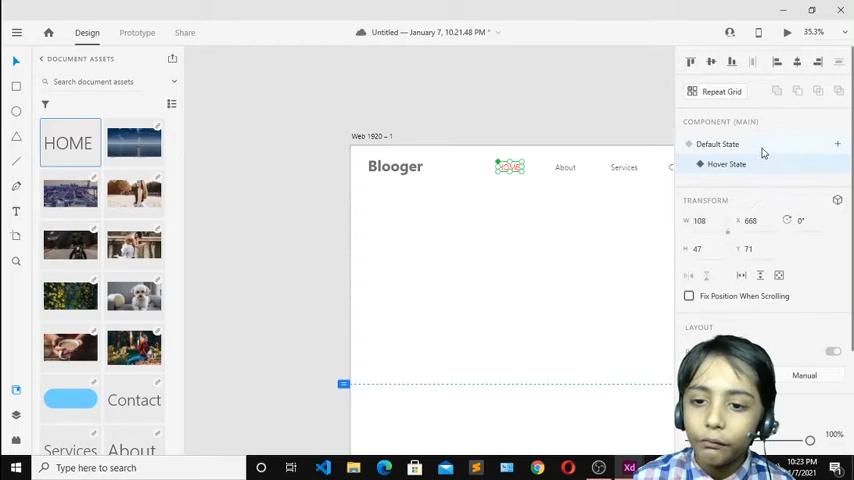 Design
Prototype
Share
Untitled — January 7, 10.21.48 PM *
35.3%
DOCUMENT ASSETS
Search document assets
HOME
Contact
Services
About
Web 1920 – 1
Blooger
HOME
About
Services
C
Repeat Grid
COMPONENT (MAIN)
Default State
+
Hover State
TRANSFORM
W 108
X 668
0°
H 47
Y 71
Fix Position When Scrolling
LAYOUT
Manual
100%
Type here to search
Xd
10:23 PM
1/7/2021